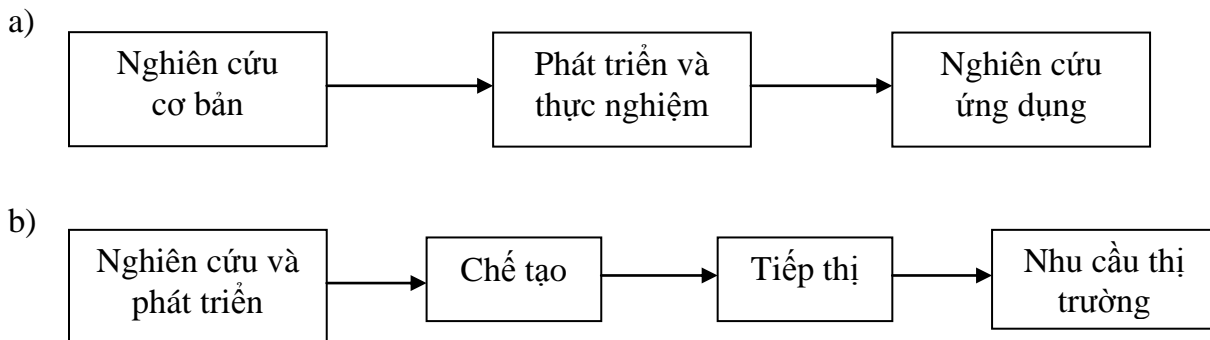 a)
Nghiên cứu
cơ bản
Phát triển và
thực nghiệm
Nghiên cứu
ứng dụng
b)
Nghiên cứu và
phát triển
Chế tạo
Tiếp thị
Nhu cầu thị
trường